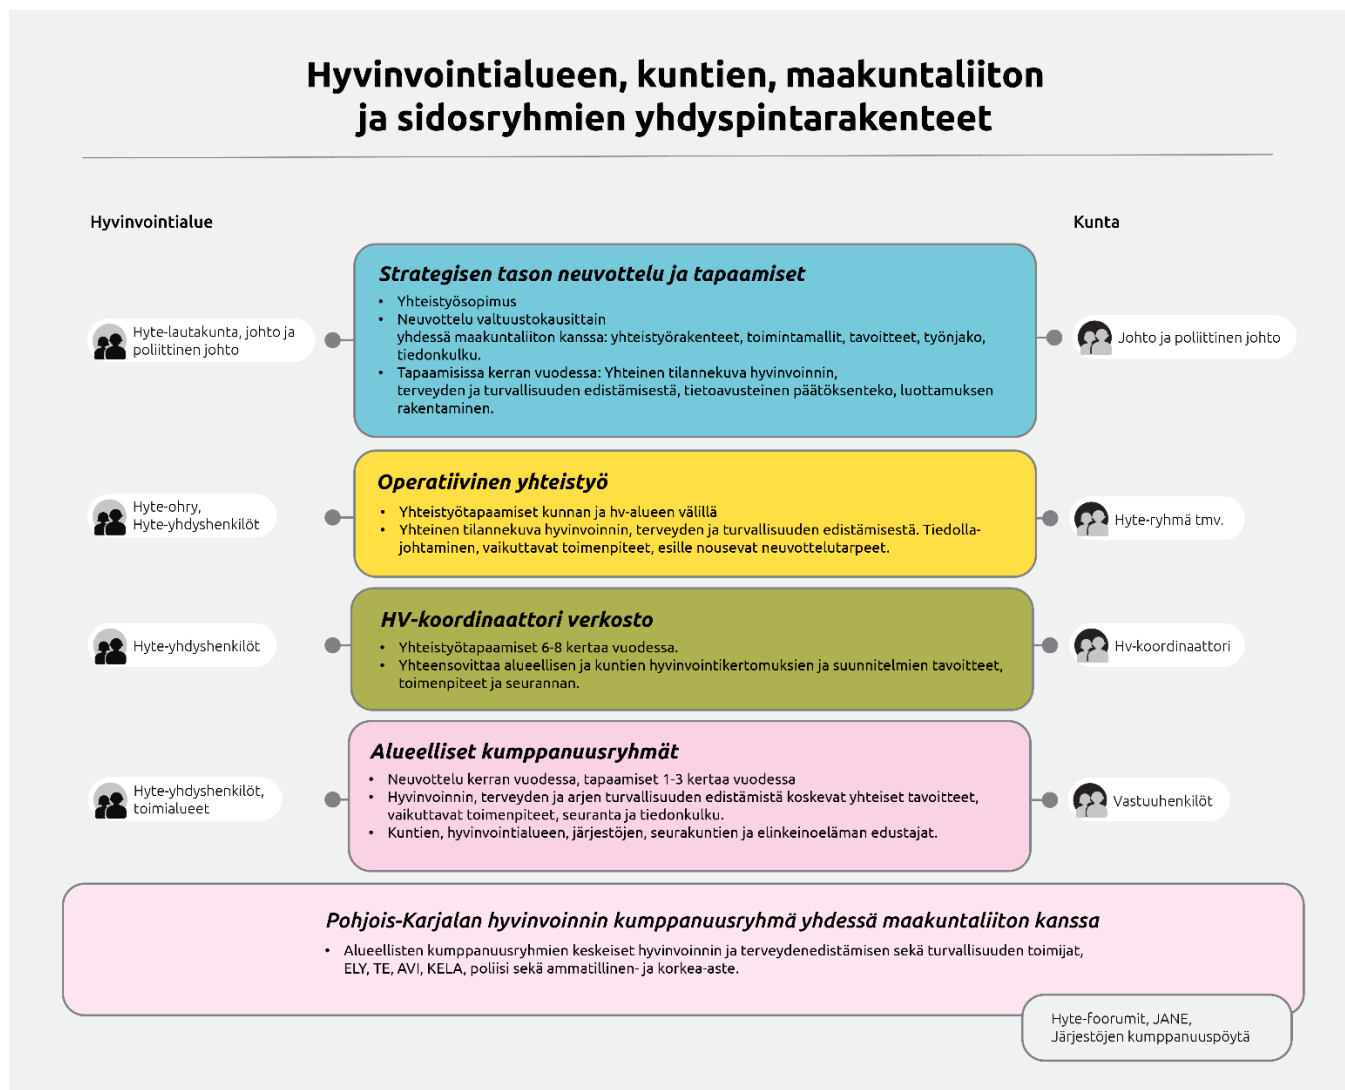 Hyvinvointialueen, kuntien, maakuntaliiton
ja sidosryhmien yhdyspintarakenteet
Hyvinvointialue
Kunta
Hyte-lautakunta, johto ja
poliittinen johto
Strategisen tason neuvottelu ja tapaamiset
• Yhteistyösopimus
• Neuvottelu valtuustokausittain
yhdessä maakuntaliiton kanssa: yhteistyörakenteet, toimintamallit, tavoitteet, työnjako,
tiedonkulku.
• Tapaamisissa kerran vuodessa: Yhteinen tilannekuva hyvinvoinnin,
terveyden ja turvallisuuden edistämisestä, tietoavusteinen päätöksenteko, luottamuksen
rakentaminen.
Johto ja poliittinen johto
Hyte-ohry,
Hyte-yhdyshenkilöt
Operatiivinen yhteistyö
• Yhteistyötapaamiset kunnan ja hv-alueen välillä
• Yhteinen tilannekuva hyvinvoinnin, terveyden ja turvallisuuden edistämisestä. Tiedolla-
johtaminen, vaikuttavat toimenpiteet, esille nousevat neuvottelutarpeet.
Hyte-ryhmä tmv.
Hyte-yhdyshenkilöt
HV-koordinaattori verkosto
• Yhteistyötapaamiset 6-8 kertaa vuodessa.
• Yhteensovittaa alueellisen ja kuntien hyvinvointikertomuksien ja suunnitelmien tavoitteet,
toimenpiteet ja seurannan.
Hv-koordinaattori
Hyte-yhdyshenkilöt,
toimialueet
Alueelliset kumppanuusryhmät
• Neuvottelu kerran vuodessa, tapaamiset 1-3 kertaa vuodessa
• Hyvinvoinnin, terveyden ja arjen turvallisuuden edistämistä koskevat yhteiset tavoitteet,
vaikuttavat toimenpiteet, seuranta ja tiedonkulku.
• Kuntien, hyvinvointialueen, järjestöjen, seurakuntien ja elinkeinoelämän edustajat.
Vastuuhenkilöt
Pohjois-Karjalan hyvinvoinnin kumppanuusryhmä yhdessä maakuntaliiton kanssa
• Alueellisten kumppanuusryhmien keskeiset hyvinvoinnin ja terveydenedistämisen sekä turvallisuuden toimijat,
ELY, TE, AVI, KELA, poliisi sekä ammatillinen- ja korkea-aste.
Hyte-foorumit, JANE,
Järjestöjen kumppanuuspöytä